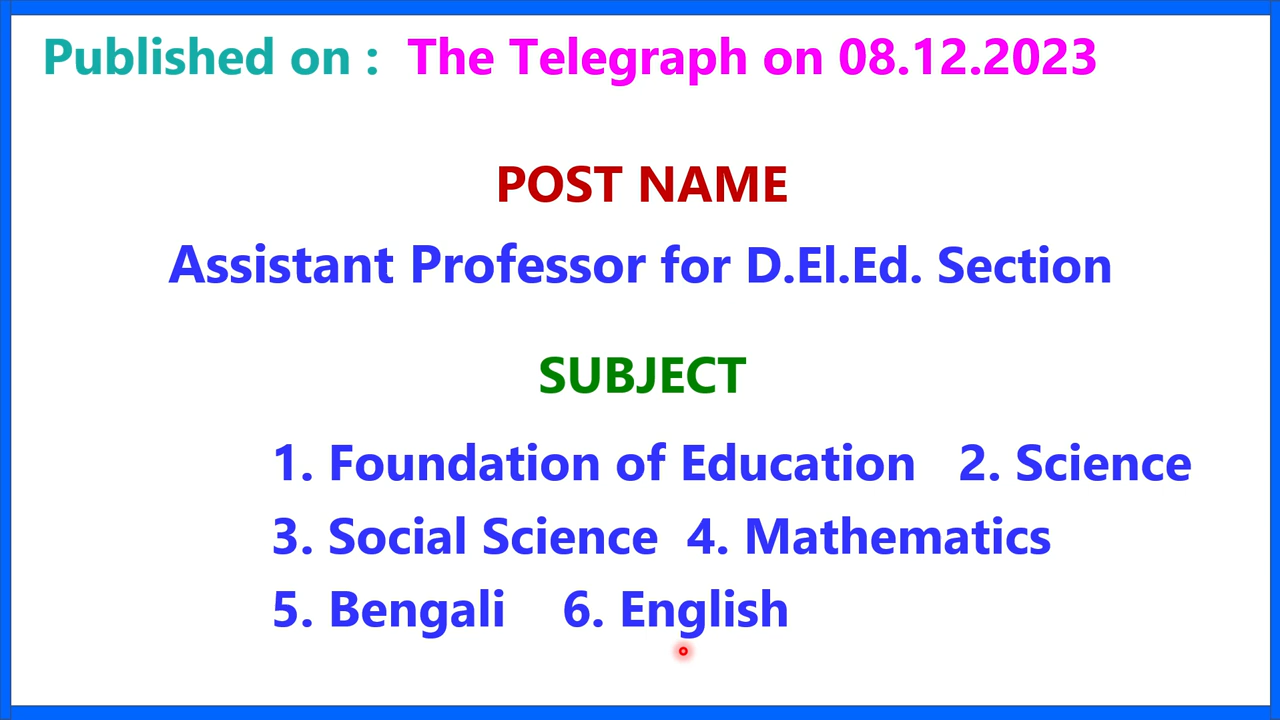 Published on : The Telegraph on 08.12.2023
POST NAME
Assistant Professor for D.El.Ed. Section
SUBJECT
1. Foundation of Education 2. Science
3. Social Science 4. Mathematics
5. Bengali 6. English